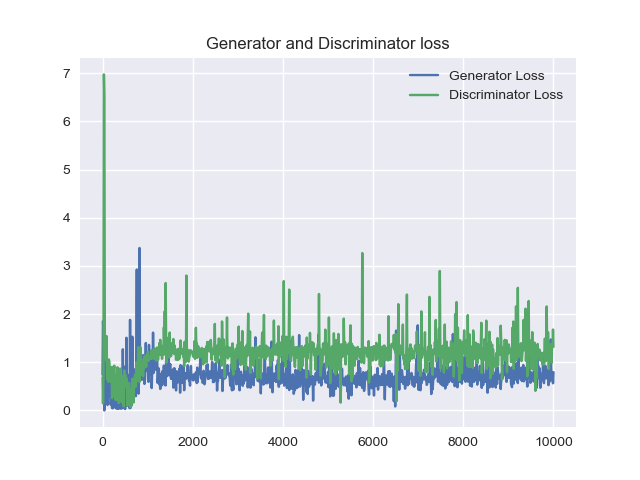 Generator and Discriminator loss
Generator Loss
Discriminator Loss
7
6
5
4
3
2
1
0
0 2000 4000 6000 8000 10000